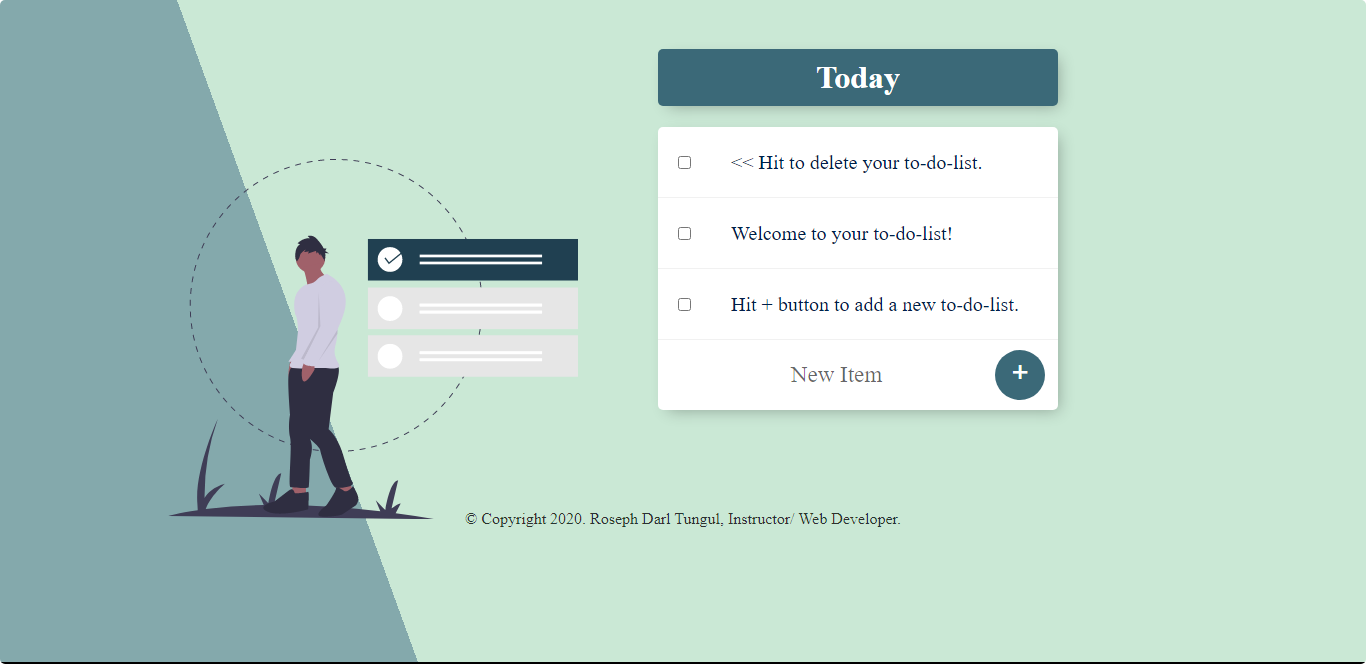 Today
<< Hit to delete your to-do-list.
Welcome to your to-do-list!
Hit + button to add a new to-do-list.
New Item +
© Copyright 2020. Roseph Darl Tungul, Instructor/ Web Developer.